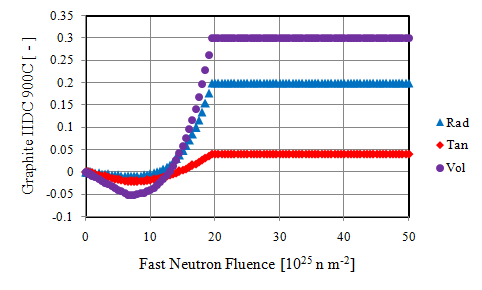 0.35
0.3
0.25
0.2
0.15
0.1
0.05
0
-0.05
-0.1
Graphite IIDC 900C [ - ]
0 10 20 30 40 50
Fast Neutron Fluence [10²⁵ n m⁻²]
Rad
Tan
Vol